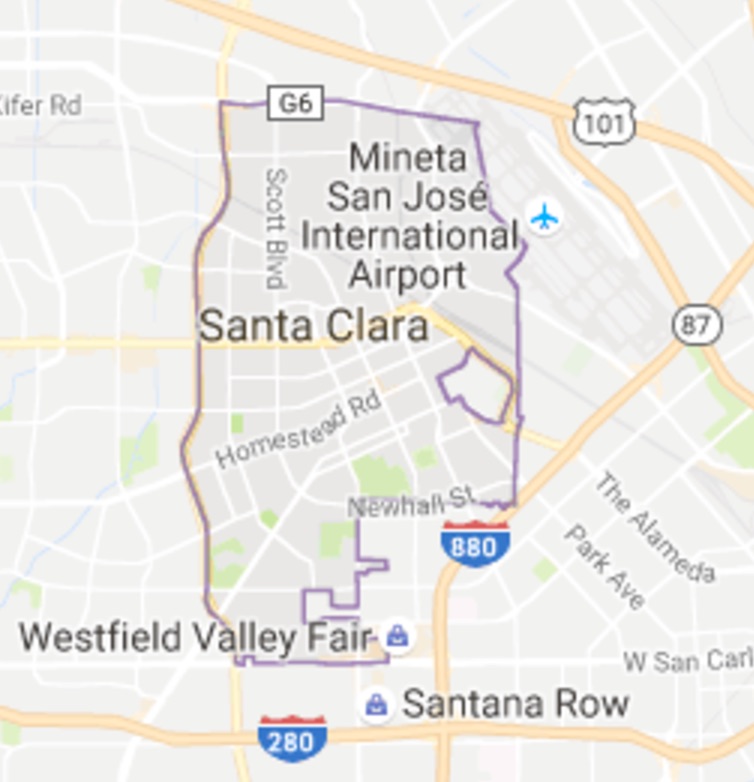 G6
Kifer Rd
101
Mineta
San José
International
Airport
Scott Blvd
Santa Clara
87
Homestead Rd
Newhall St
880
The Alameda
Park Ave
Westfield Valley Fair
W San Carl
Santana Row
280